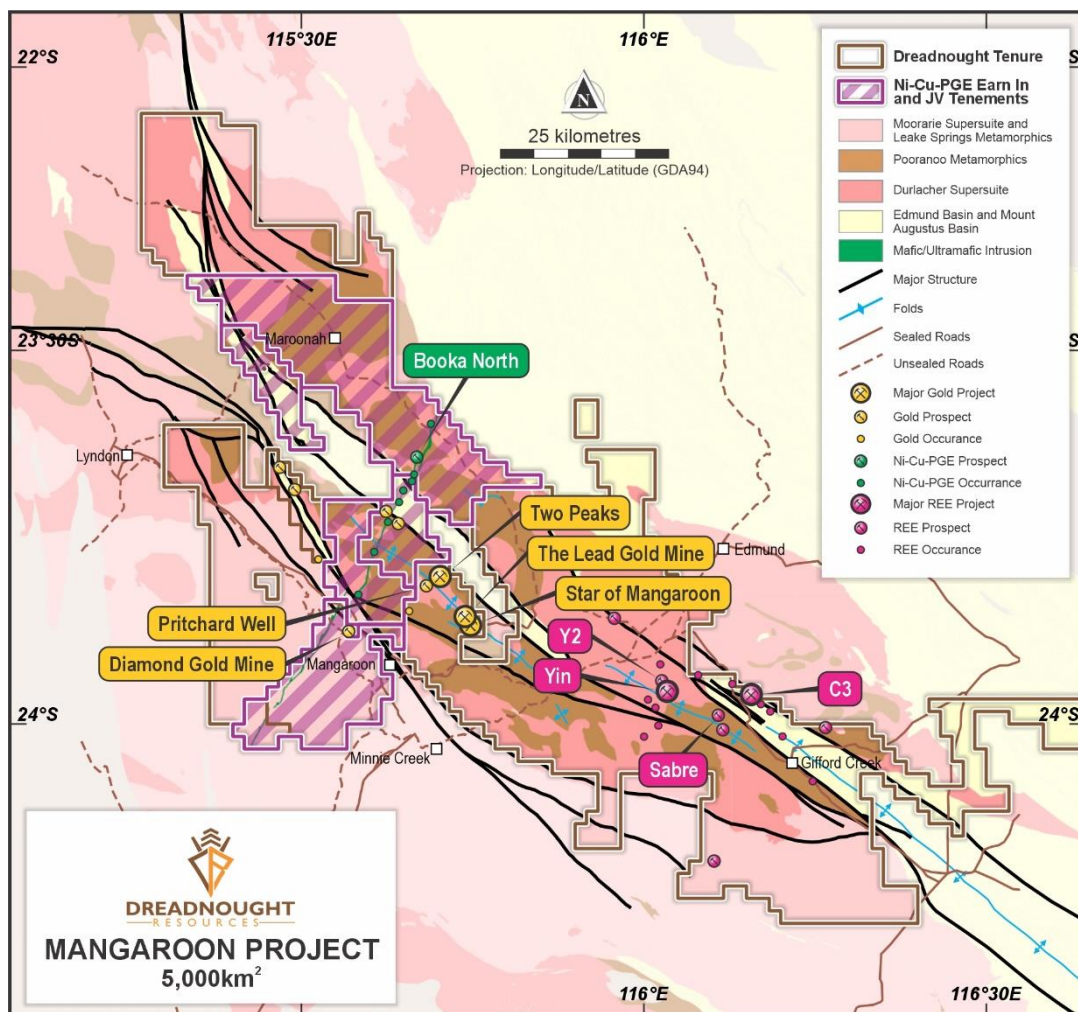 115°30E
116°E
22°S
S
N
25 kilometres
Projection: Longitude/Latitude (GDA94)
Dreadnought Tenure
Ni-Cu-PGE Earn In
and JV Tenements
Moorarie Supersuite and
Leake Springs Metamorphics
Pooranoo Metamorphics
Durlacher Supersuite
Edmund Basin and Mount
Augustus Basin
Mafic/Ultramafic Intrusion
Major Structure
Folds
Sealed Roads
Unsealed Roads
Major Gold Project
Gold Prospect
Gold Occurance
Ni-Cu-PGE Prospect
Ni-Cu-PGE Occurrance
Major REE Project
REE Prospect
REE Occurance
23°30S
S
Maroonah
Booka North
Lyndon
Two Peaks
The Lead Gold Mine
Edmund
Star of Mangaroon
Pritchard Well
Y2
Diamond Gold Mine
Mangaroon
Yin
C3
24°S
24°S
Minnie Creek
Sabre
Gifford Creek
DREADNOUGHT
RESOURCES
MANGAROON PROJECT
5,000km²
116°E
116°30E